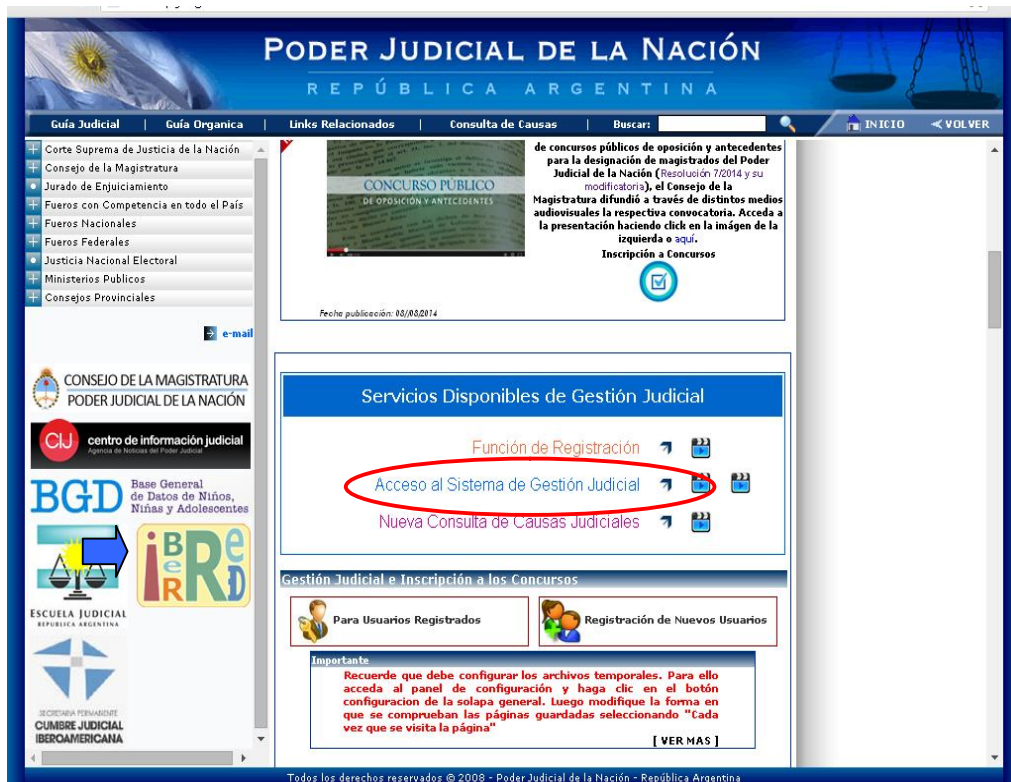 PODER JUDICIAL DE LA NACIÓN
REPÚBLICA ARGENTINA
Guía Judicial | Guía Organica | Links Relacionados | Consulta de Causas | Buscar: INICIO VOLVER
Corte Suprema de Justicia de la Nación
Consejo de la Magistratura
Jurado de Enjuiciamiento
Fueros con Competencia en todo el País
Fueros Nacionales
Fueros Federales
Justicia Nacional Electoral
Ministerios Publicos
Consejos Provinciales
e-mail
CONSEJO DE LA MAGISTRATURA
PODER JUDICIAL DE LA NACIÓN
CIJ centro de información judicial
Agencia de Noticias del Poder Judicial
BGD Base General
de Datos de Niños,
Niñas y Adolescentes
iBeR
ReD
ESCUELA JUDICIAL
REPUBLICA ARGENTINA
SECRETARIA PERMANENTE
CUMBRE JUDICIAL
IBEROAMERICANA
CONCURSO PÚBLICO
DE OPOSICIÓN Y ANTECEDENTES
de concursos públicos de oposición y antecedentes
para la designación de magistrados del Poder
Judicial de la Nación (Resolución 7/2014 y su
modificatoria), el Consejo de la
Magistratura difundió a través de distintos medios
audiovisuales la respectiva convocatoria. Acceda a
la presentación haciendo click en la imágen de la
izquierda o aquí.
Inscripción a Concursos
Fecha publicación: 08/08/2014
Servicios Disponibles de Gestión Judicial
Función de Registración
Acceso al Sistema de Gestión Judicial
Nueva Consulta de Causas Judiciales
Gestión Judicial e Inscripción a los Concursos
Para Usuarios Registrados
Registración de Nuevos Usuarios
Importante
Recuerde que debe configurar los archivos temporales. Para ello
acceda al panel de configuración y haga clic en el botón
configuracion de la solapa general. Luego modifique la forma en
que se comprueban las páginas guardadas seleccionando "Cada
vez que se visita la página"
[ VER MAS ]
Todos los derechos reservados © 2008 - Poder Judicial de la Nación - República Argentina